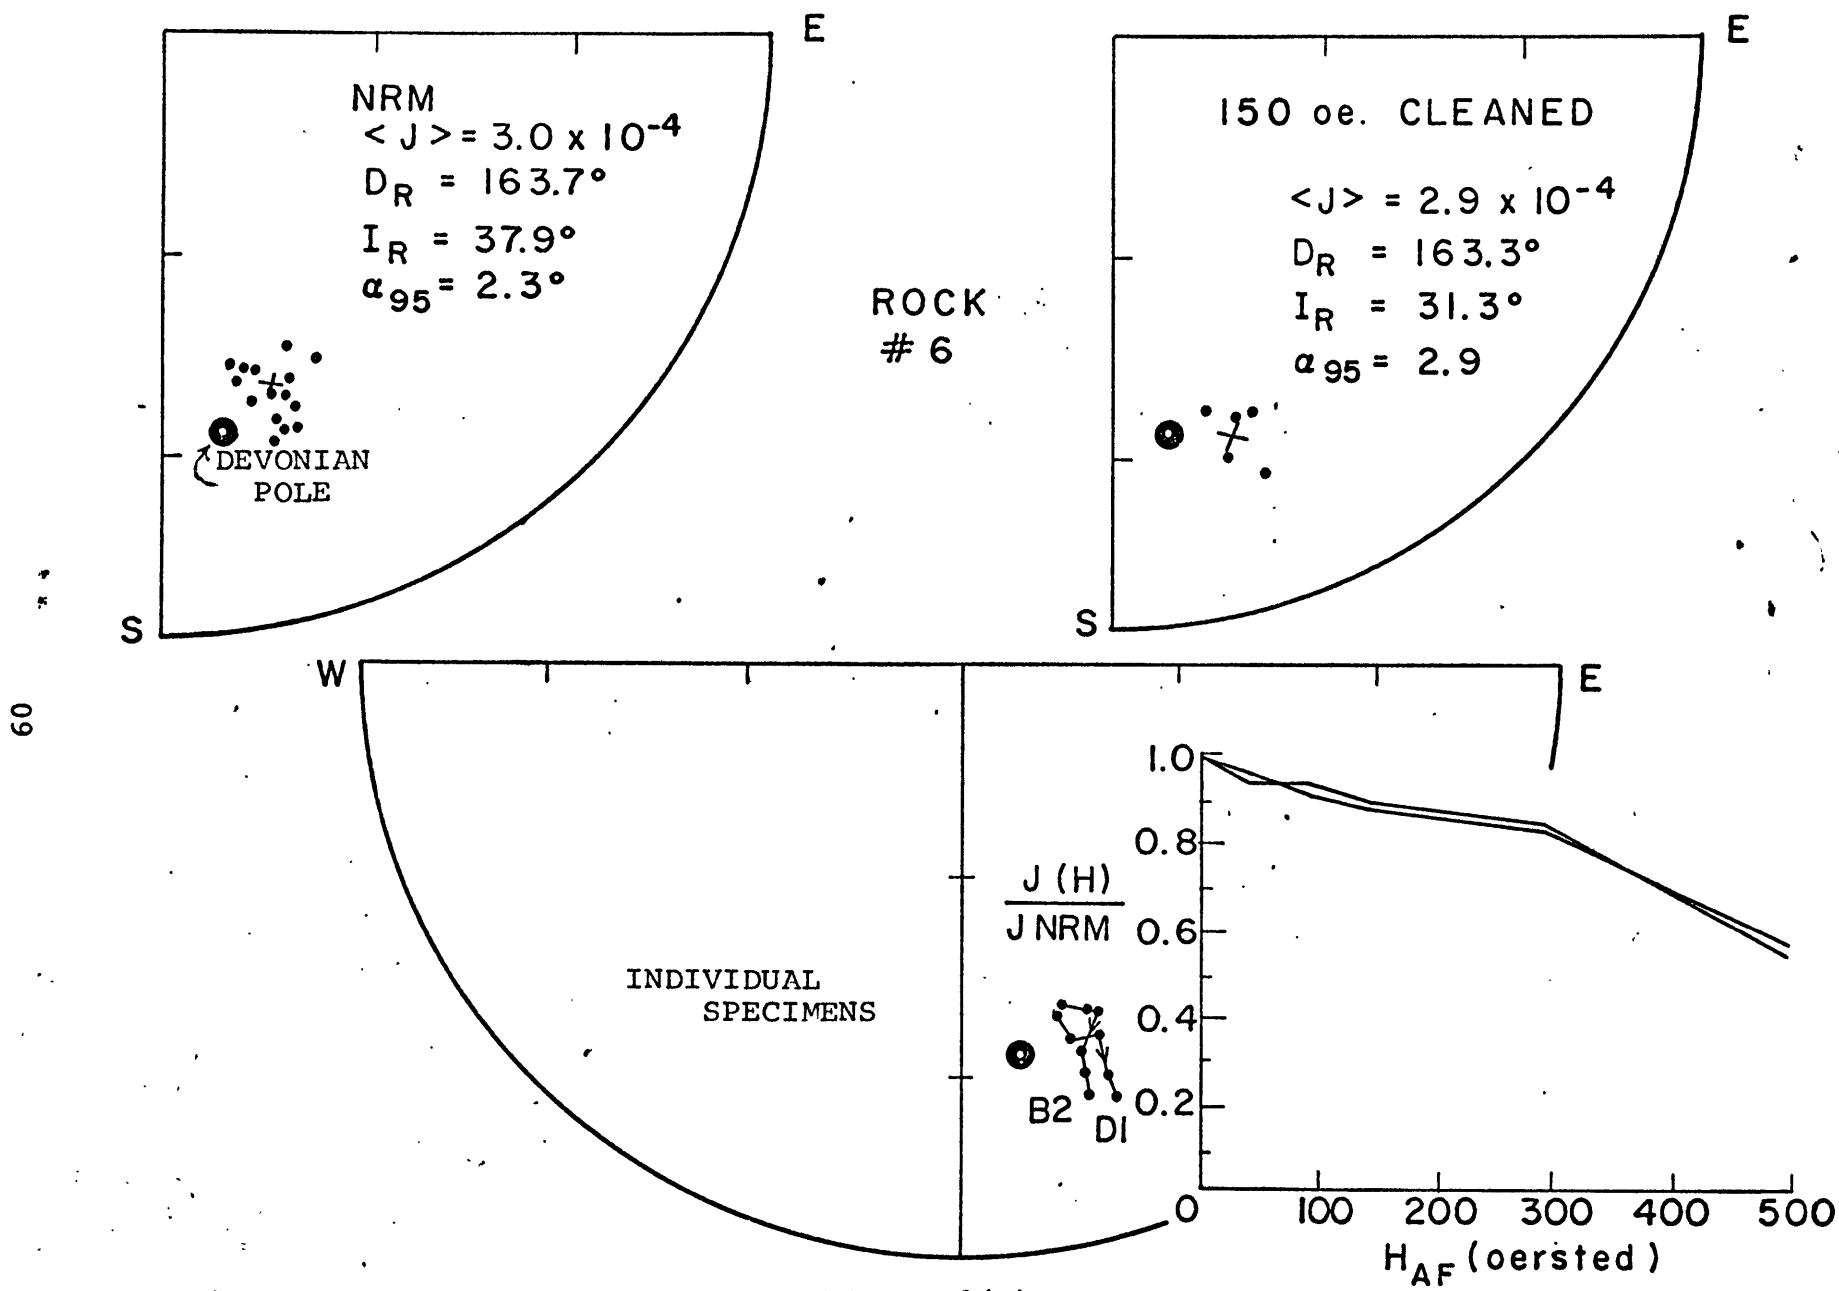 E
NRM
<J> = 3.0 x 10⁻⁴
D_R = 163.7°
I_R = 37.9°
α₉₅ = 2.3°
DEVONIAN
POLE
S
ROCK
# 6
E
150 oe. CLEANED
<J> = 2.9 x 10⁻⁴
D_R = 163.3°
I_R = 31.3°
α₉₅ = 2.9
S
60
W
E
INDIVIDUAL
SPECIMENS
B2
D1
J (H)
J NRM
1.0
0.8
0.6
0.4
0.2
0
100 200 300 400 500
H_AF (oersted)